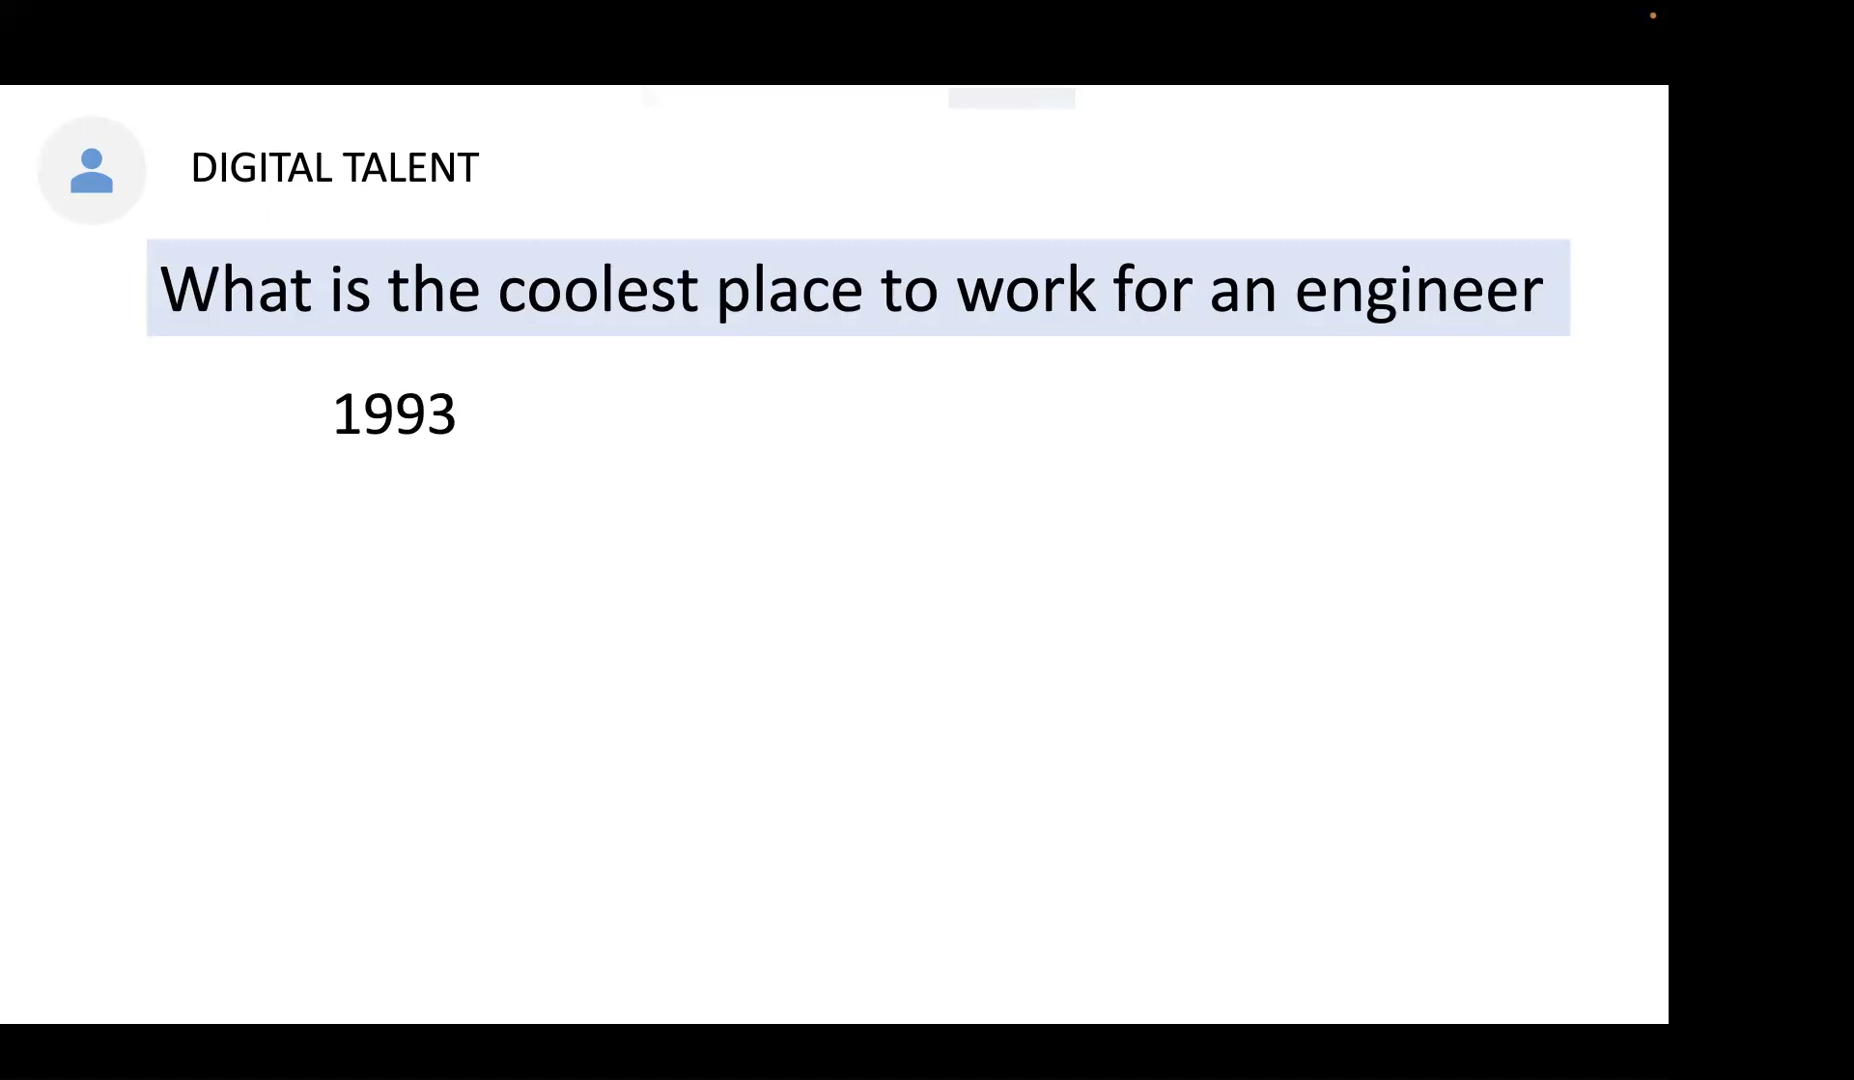 DIGITAL TALENT
What is the coolest place to work for an engineer
1993